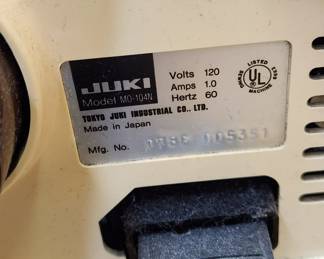 JUKI
Model MO-104N
Volts 120
Amps 1.0
Hertz 60
LISTED
UL
MACHINE
TOKYO JUKI INDUSTRIAL CO., LTD.
Made in Japan
Mfg. No.